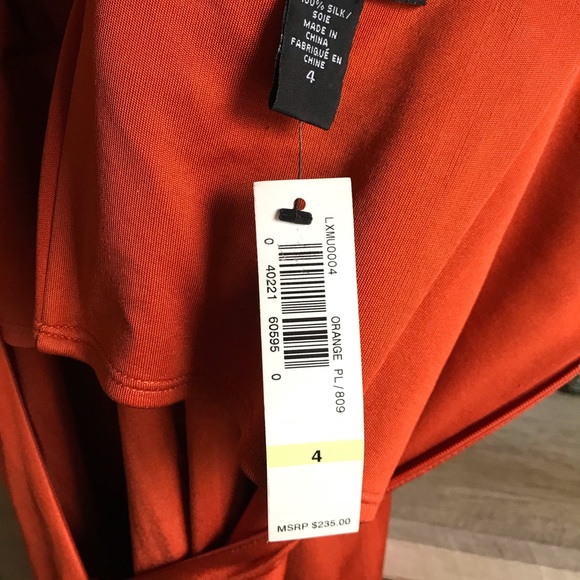 100% SILK/
SOIE
MADE IN
CHINA
FABRIQUÉ EN
CHINE
4
LXMU0004
ORANGE PL/809
0 40221 60595 0
4
MSRP $235.00